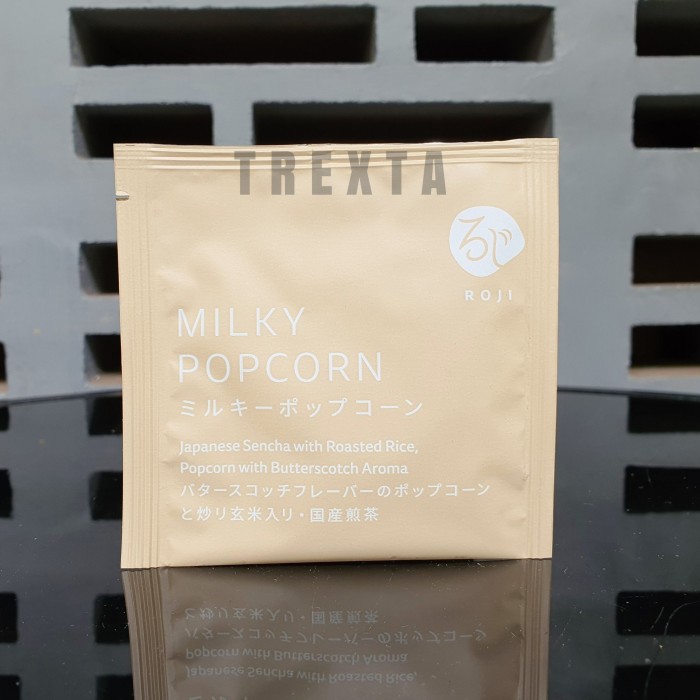 TREXTA
るじ
ROJI
MILKY
POPCORN
ミルキーポップコーン
Japanese Sencha with Roasted Rice,
Popcorn with Butterscotch Aroma
バタースコッチフレーバーのポップコーン
と炒り玄米入り・国産煎茶